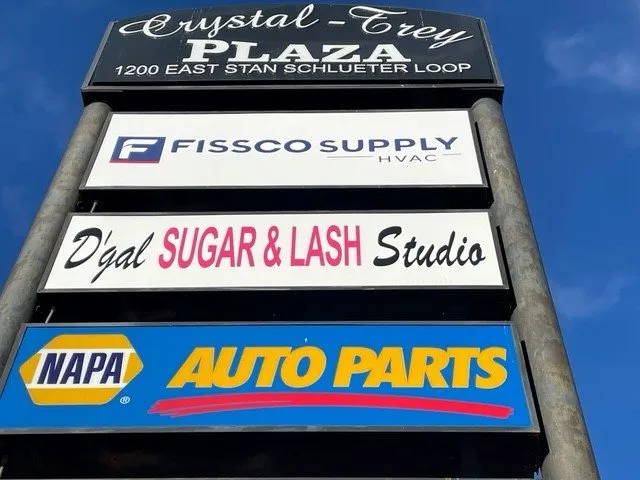 Crystal-Trey
PLAZA
1200 EAST STAN SCHLUETER LOOP
F FISSCO SUPPLY
HVAC
D'gal SUGAR & LASH Studio
NAPA AUTO PARTS
®